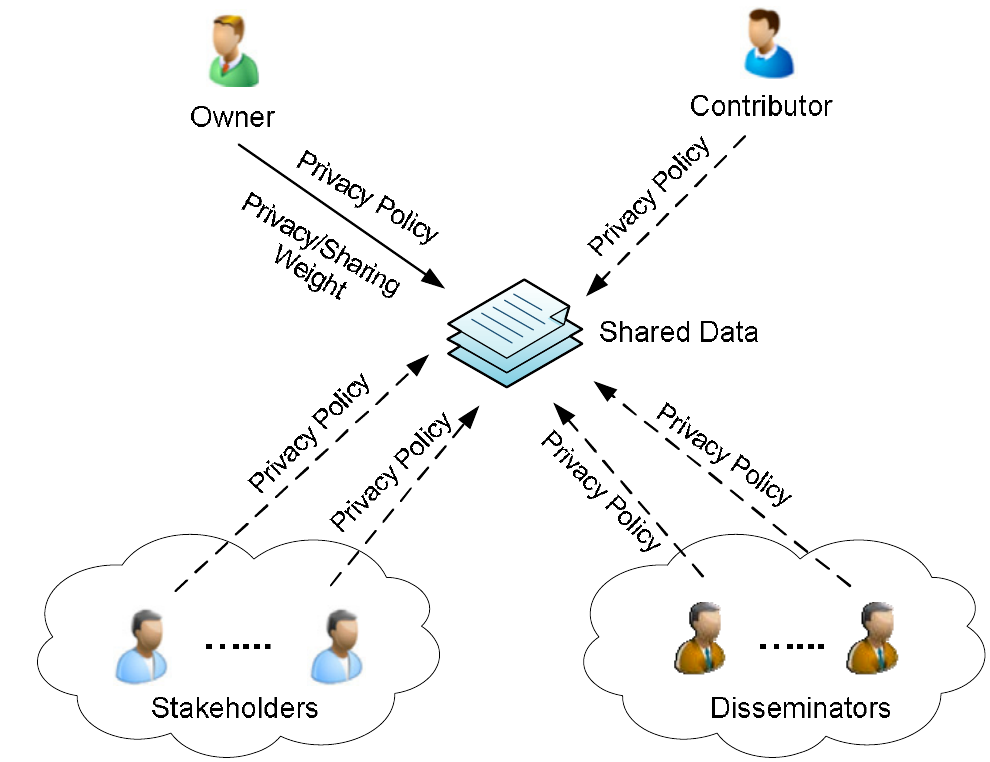 Owner
Contributor
Privacy Policy
Privacy/Sharing
Weight
Privacy Policy
Shared Data
Privacy Policy
Privacy Policy
Privacy Policy
Privacy Policy
Stakeholders
Disseminators